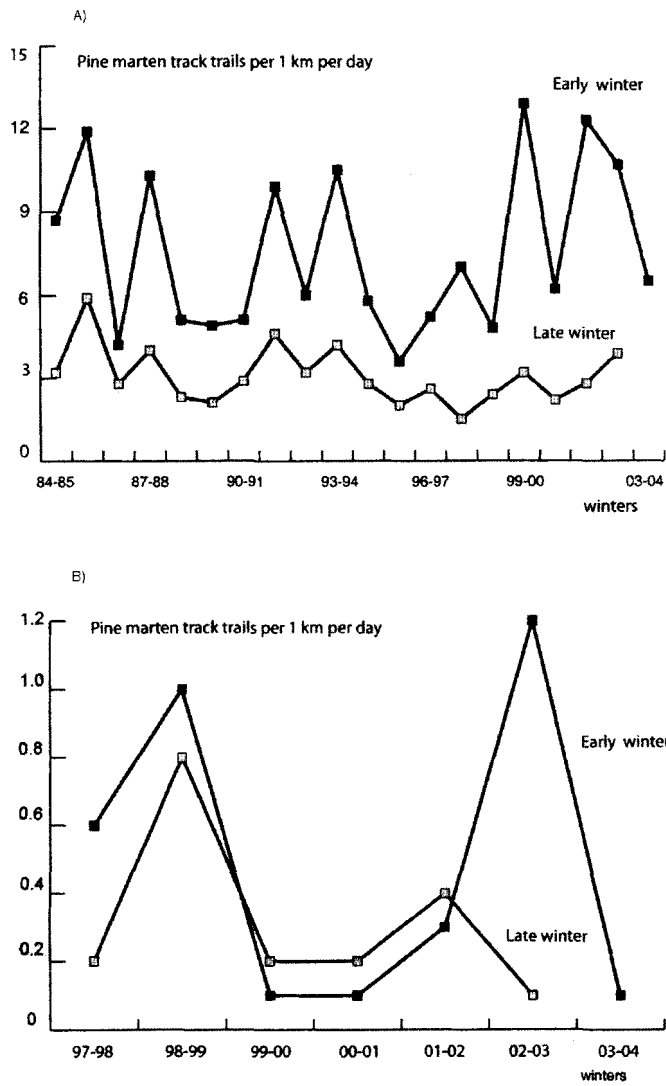 A)
Pine marten track trails per 1 km per day
15
12
9
6
3
0
Early winter
Late winter
84-85 87-88 90-91 93-94 96-97 99-00 03-04
winters
B)
Pine marten track trails per 1 km per day
1.2
1.0
0.8
0.6
0.4
0.2
0
Early winte
Late winter
97-98 98-99 99-00 00-01 01-02 02-03 03-04
winters